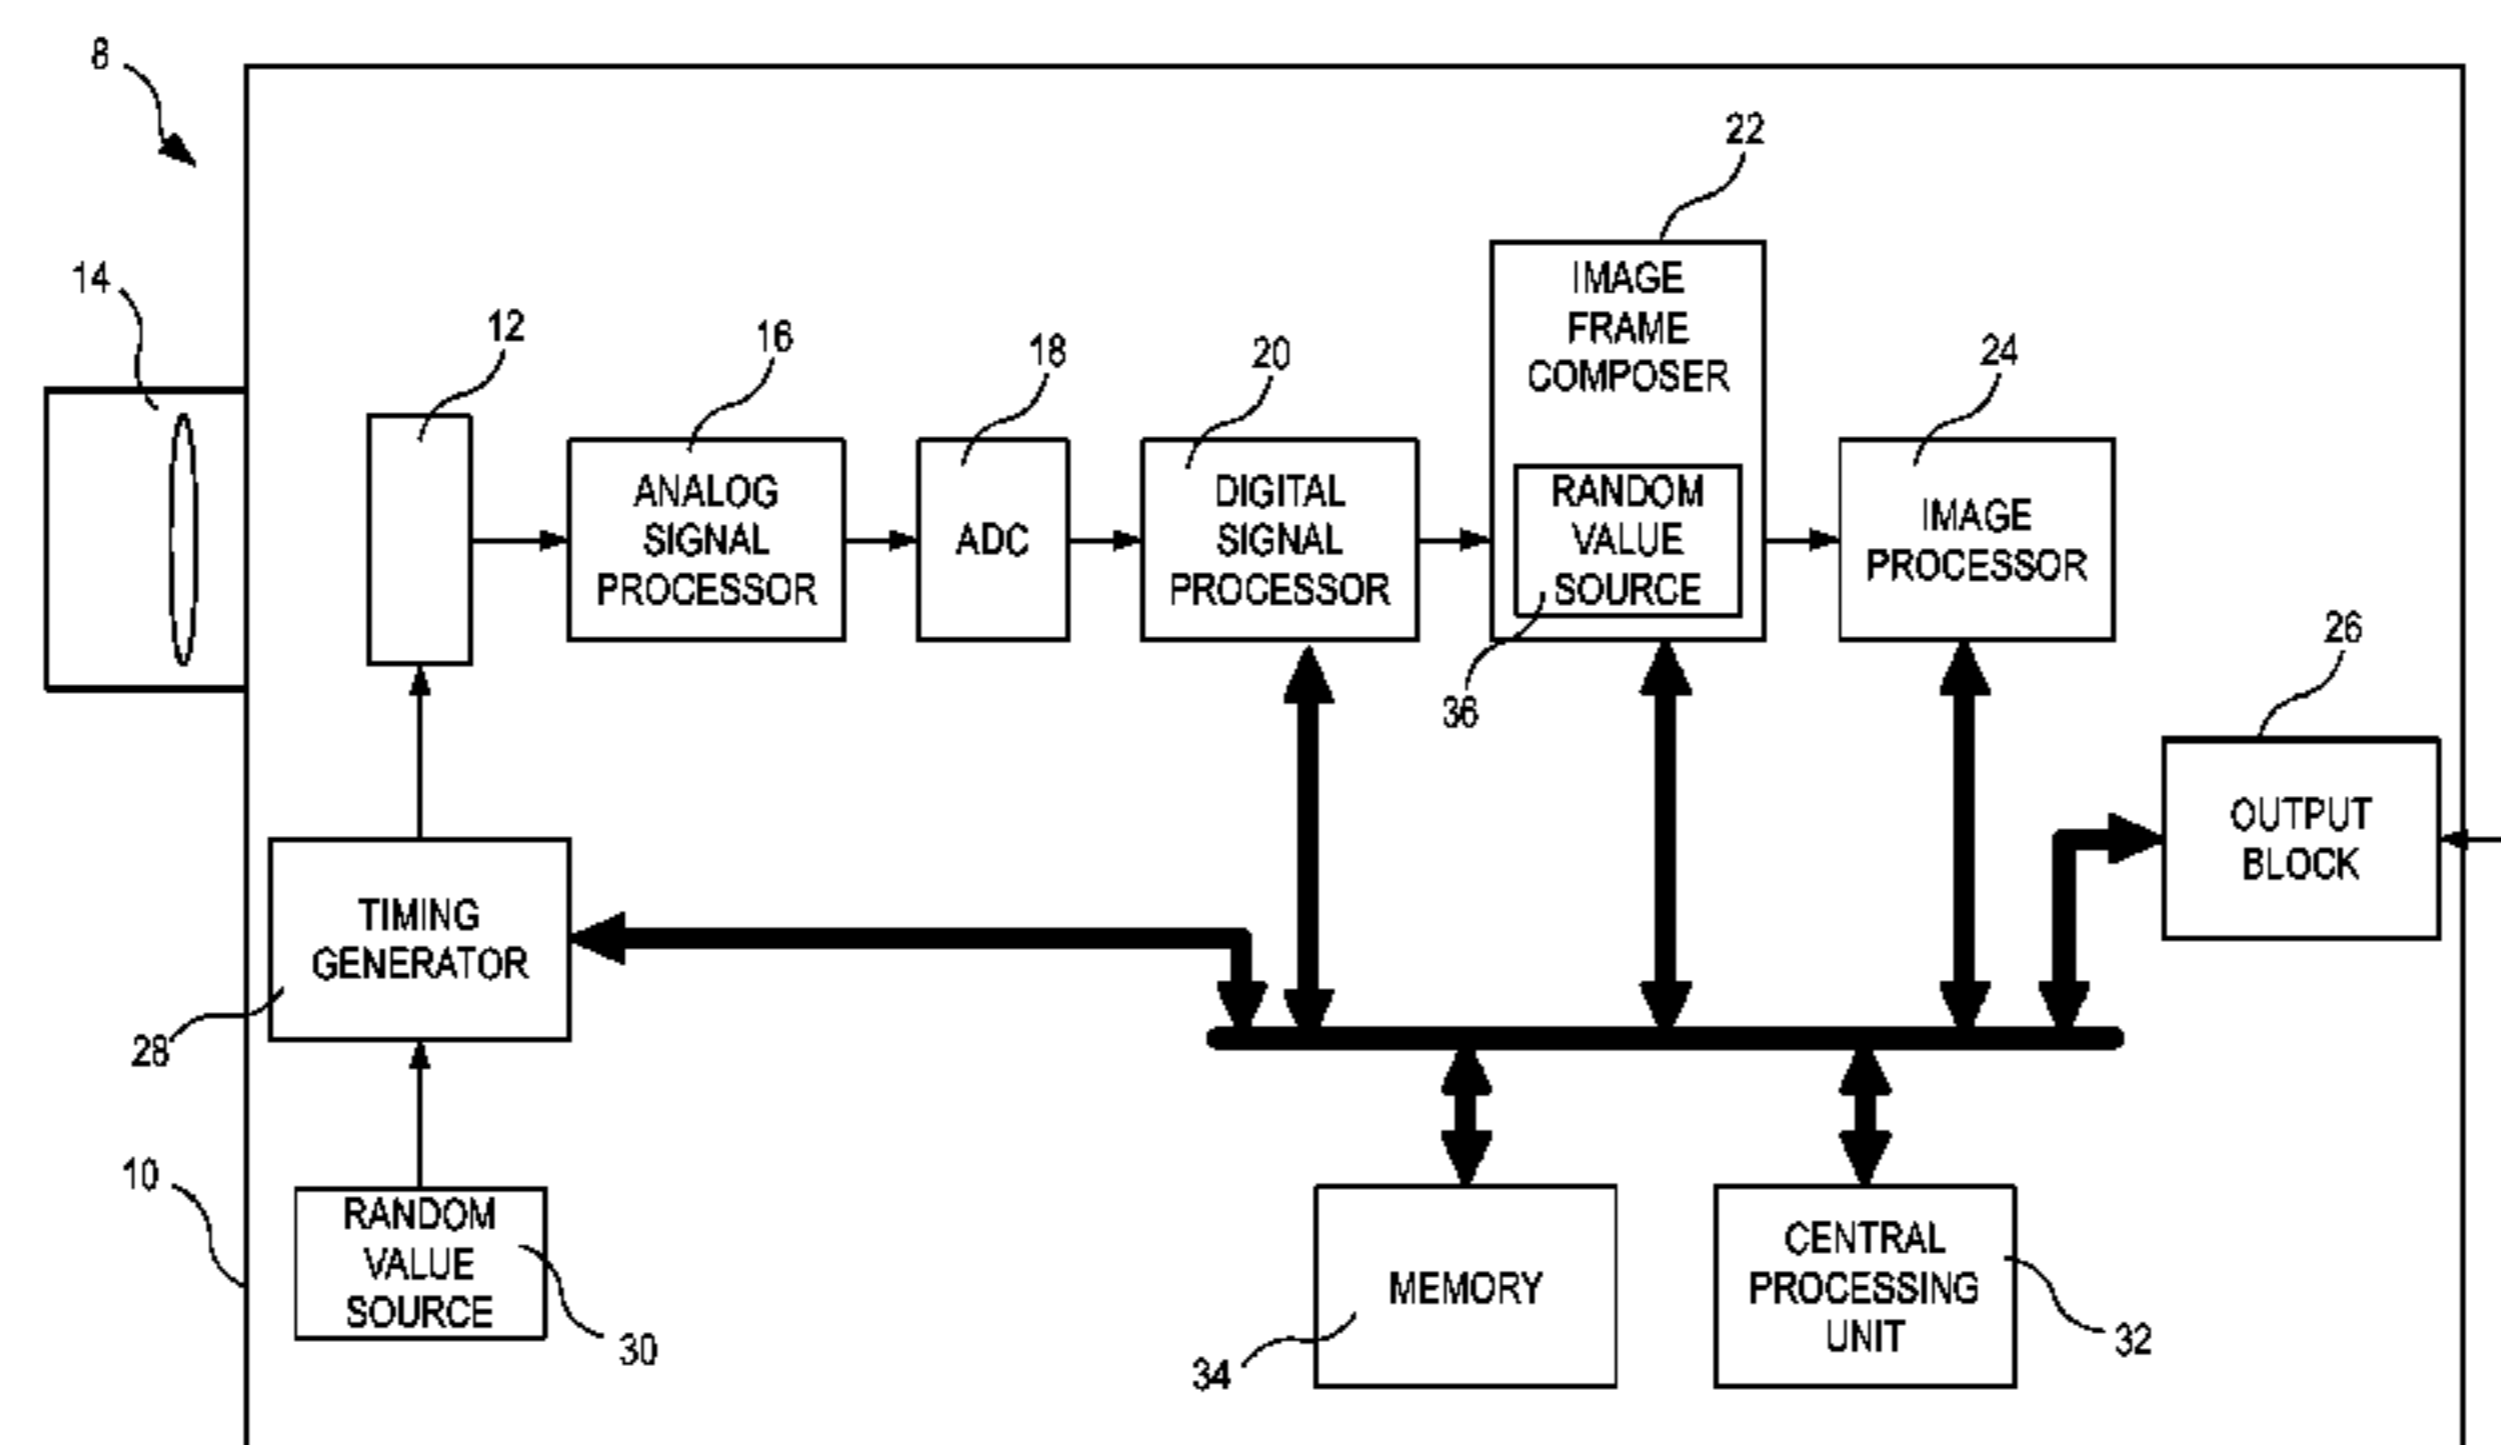 8
22
14
12
16
18
20
24
IMAGE
FRAME
COMPOSER
ANALOG
SIGNAL
PROCESSOR
ADC
DIGITAL
SIGNAL
PROCESSOR
RANDOM
VALUE
SOURCE
IMAGE
PROCESSOR
36
26
OUTPUT
BLOCK
TIMING
GENERATOR
28
10
RANDOM
VALUE
SOURCE
30
MEMORY
34
CENTRAL
PROCESSING
UNIT
32